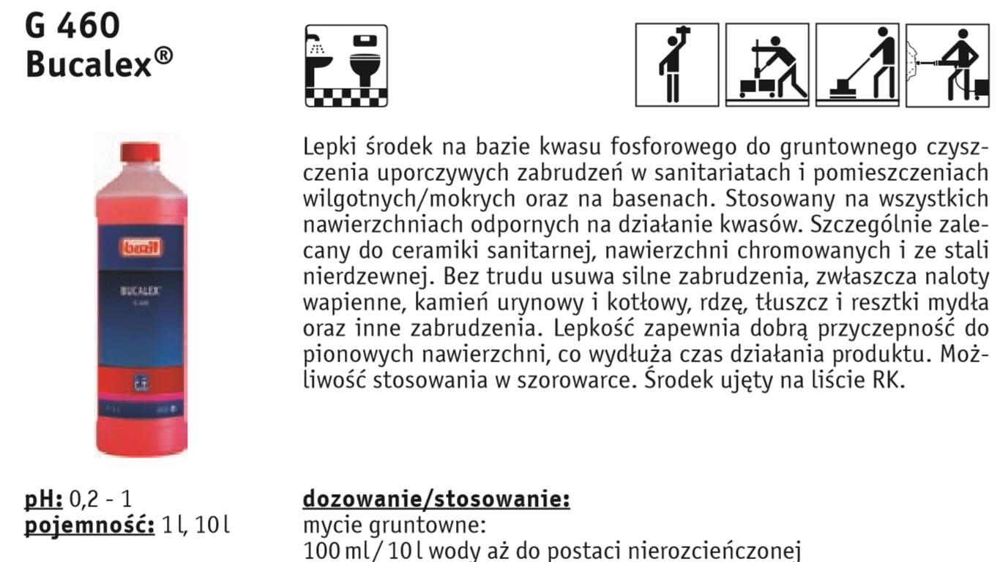 G 460
Bucalex®
Lepki środek na bazie kwasu fosforowego do gruntownego czysz-
czenia uporczywych zabrudzeń w sanitariatach i pomieszczeniach
wilgotnych/mokrych oraz na basenach. Stosowany na wszystkich
nawierzchniach odpornych na działanie kwasów. Szczególnie zale-
cany do ceramiki sanitarnej, nawierzchni chromowanych i ze stali
nierdzewnej. Bez trudu usuwa silne zabrudzenia, zwłaszcza naloty
wapienne, kamień urynowy i kotłowy, rdzę, tłuszcz i resztki mydła
oraz inne zabrudzenia. Lepkość zapewnia dobrą przyczepność do
pionowych nawierzchni, co wydłuża czas działania produktu. Moż-
liwość stosowania w szorowarce. Środek ujęty na liście RK.
buzil
BUCALEX®
G 460
pH: 0,2 - 1
pojemność: 1 l, 10 l
dozowanie/stosowanie:
mycie gruntowne:
100 ml / 10 l wody aż do postaci nierozcieńczonej